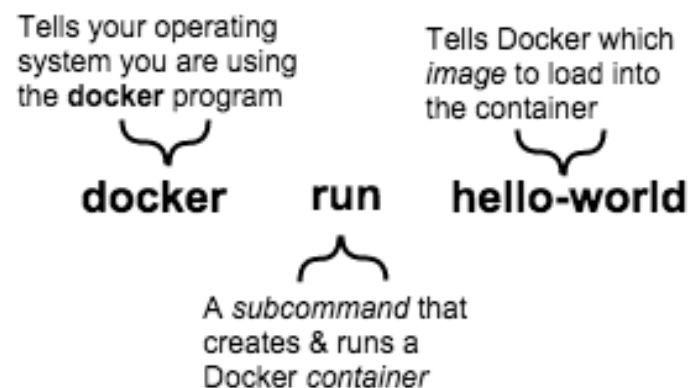 Tells your operating
system you are using
the docker program
Tells Docker which
image to load into
the container
docker run hello-world
A subcommand that
creates & runs a
Docker container